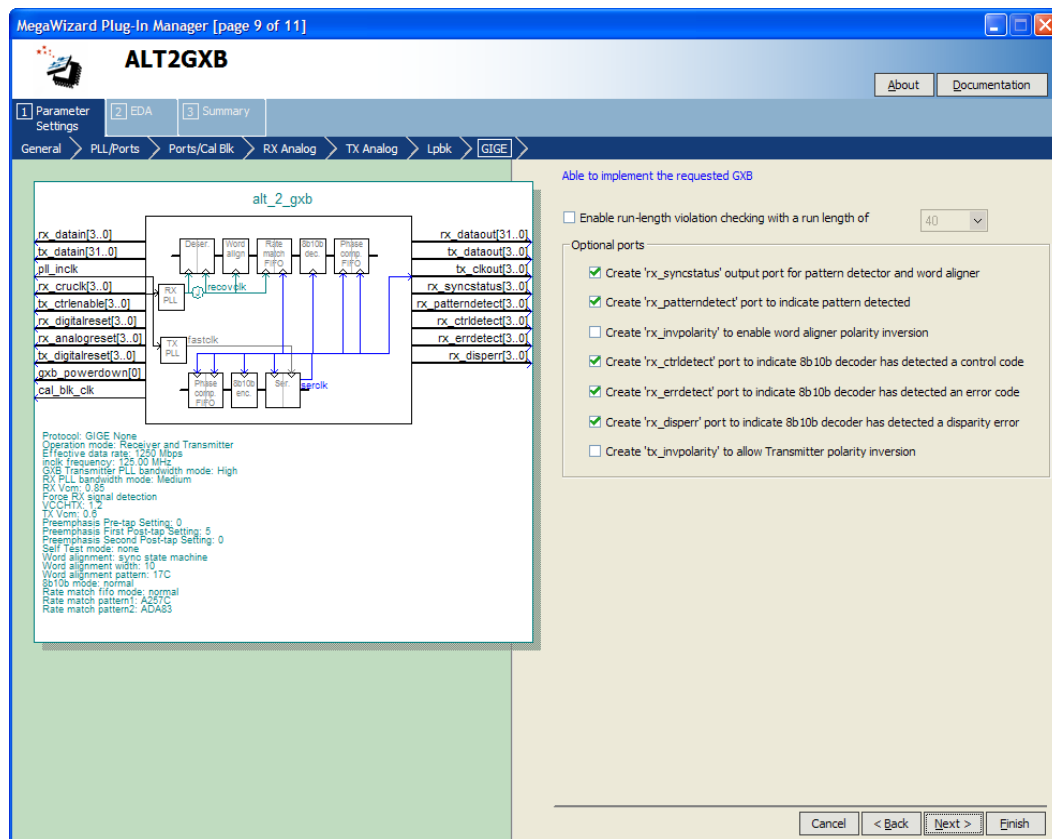 MegaWizard Plug-In Manager [page 9 of 11]
ALT2GXB
About
Documentation
1 Parameter Settings
2 EDA
3 Summary
General
PLL/Ports
Ports/Cal Blk
RX Analog
TX Analog
Lpbk
GIGE
Able to implement the requested GXB
Enable run-length violation checking with a run length of
40
Optional ports
Create 'rx_syncstatus' output port for pattern detector and word aligner
Create 'rx_patterndetect' port to indicate pattern detected
Create 'rx_invpolarity' to enable word aligner polarity inversion
Create 'rx_ctrldetect' port to indicate 8b10b decoder has detected a control code
Create 'rx_errdetect' port to indicate 8b10b decoder has detected an error code
Create 'rx_disperr' port to indicate 8b10b decoder has detected a disparity error
Create 'tx_invpolarity' to allow Transmitter polarity inversion
alt_2_gxb
rx_datain[3..0]
tx_datain[31..0]
pll_inclk
rx_cruclk[3..0]
tx_ctrlenable[3..0]
rx_digitalreset[3..0]
rx_analogreset[3..0]
tx_digitalreset[3..0]
gxb_powerdown[0]
cal_blk_clk
Deser.
Word align
Rate match FIFO
8b10b dec.
Phase comp. FIFO
RX PLL
recovclk
TX PLL
fastclk
Phase comp. FIFO
8b10b enc.
Ser.
serclk
rx_dataout[31..0]
tx_dataout[3..0]
tx_clkout[3..0]
rx_syncstatus[3..0]
rx_patterndetect[3..0]
rx_ctrldetect[3..0]
rx_errdetect[3..0]
rx_disperr[3..0]
Protocol: GIGE None
Operation mode: Receiver and Transmitter
Effective data rate: 1250 Mbps
inclk frequency: 125.00 MHz
GXB Transmitter PLL bandwidth mode: High
RX PLL bandwidth mode: Medium
RX Vcm: 0.85
Force RX signal detection
VCCHTX: 1.2
TX Vcm: 0.6
Preemphasis Pre-tap Setting: 0
Preemphasis First Post-tap Setting: 5
Preemphasis Second Post-tap Setting: 0
Self Test mode: none
Word alignment: sync state machine
Word alignment width: 10
Word alignment pattern: 17C
8b10b mode: normal
Rate match fifo mode: normal
Rate match pattern1: A257C
Rate match pattern2: ADA83
Cancel
< Back
Next >
Finish